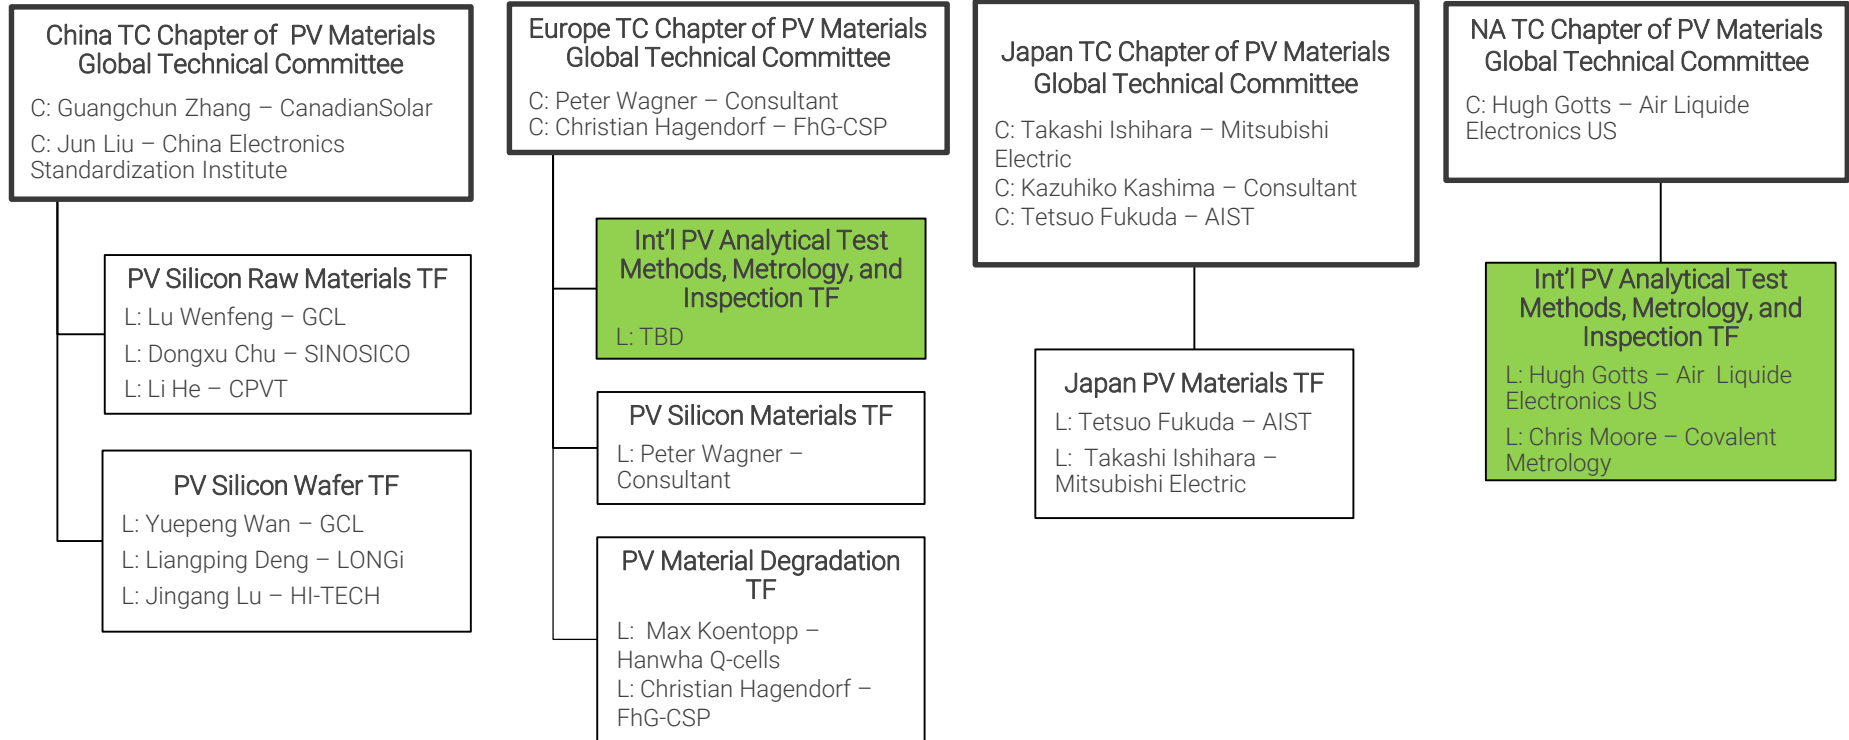 China TC Chapter of PV Materials
Global Technical Committee
C: Guangchun Zhang – CanadianSolar
C: Jun Liu – China Electronics
Standardization Institute
PV Silicon Raw Materials TF
L: Lu Wenfeng – GCL
L: Dongxu Chu – SINOSICO
L: Li He – CPVT
PV Silicon Wafer TF
L: Yuepeng Wan – GCL
L: Liangping Deng – LONGi
L: Jingang Lu – HI-TECH
Europe TC Chapter of PV Materials
Global Technical Committee
C: Peter Wagner – Consultant
C: Christian Hagendorf – FhG-CSP
Int'l PV Analytical Test
Methods, Metrology, and
Inspection TF
L: TBD
PV Silicon Materials TF
L: Peter Wagner –
Consultant
PV Material Degradation
TF
L: Max Koentopp –
Hanwha Q-cells
L: Christian Hagendorf –
FhG-CSP
Japan TC Chapter of PV Materials
Global Technical Committee
C: Takashi Ishihara – Mitsubishi
Electric
C: Kazuhiko Kashima – Consultant
C: Tetsuo Fukuda – AIST
Japan PV Materials TF
L: Tetsuo Fukuda – AIST
L: Takashi Ishihara –
Mitsubishi Electric
NA TC Chapter of PV Materials
Global Technical Committee
C: Hugh Gotts – Air Liquide
Electronics US
Int'l PV Analytical Test
Methods, Metrology, and
Inspection TF
L: Hugh Gotts – Air Liquide
Electronics US
L: Chris Moore – Covalent
Metrology